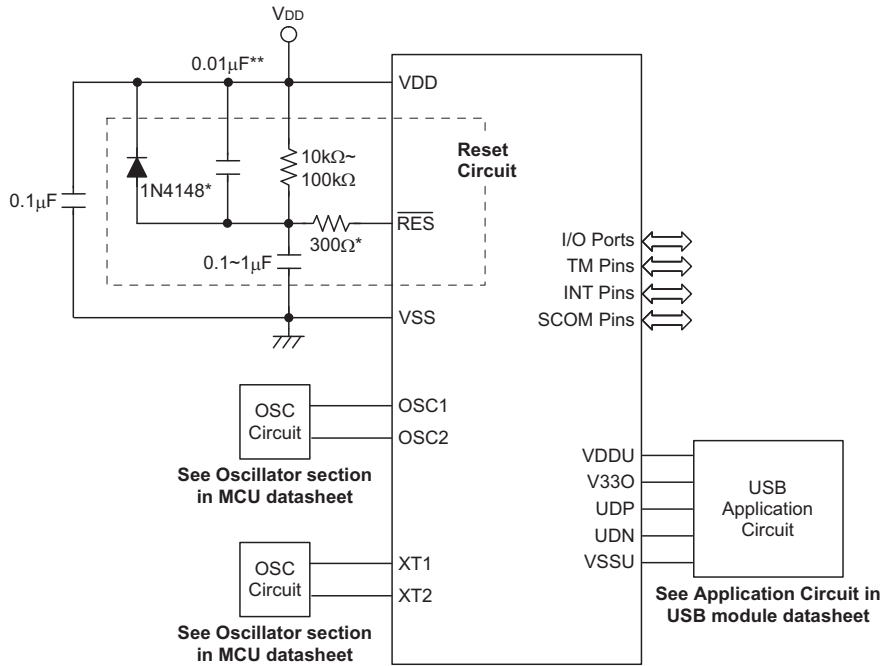 VDD
0.01μF**
VDD
Reset
Circuit
10kΩ~
100kΩ
1N4148*
0.1μF
RES
300Ω*
0.1~1μF
VSS
I/O Ports
TM Pins
INT Pins
SCOM Pins
OSC
Circuit
OSC1
OSC2
See Oscillator section
in MCU datasheet
VDDU
V33O
UDP
UDN
VSSU
USB
Application
Circuit
See Application Circuit in
USB module datasheet
OSC
Circuit
XT1
XT2
See Oscillator section
in MCU datasheet